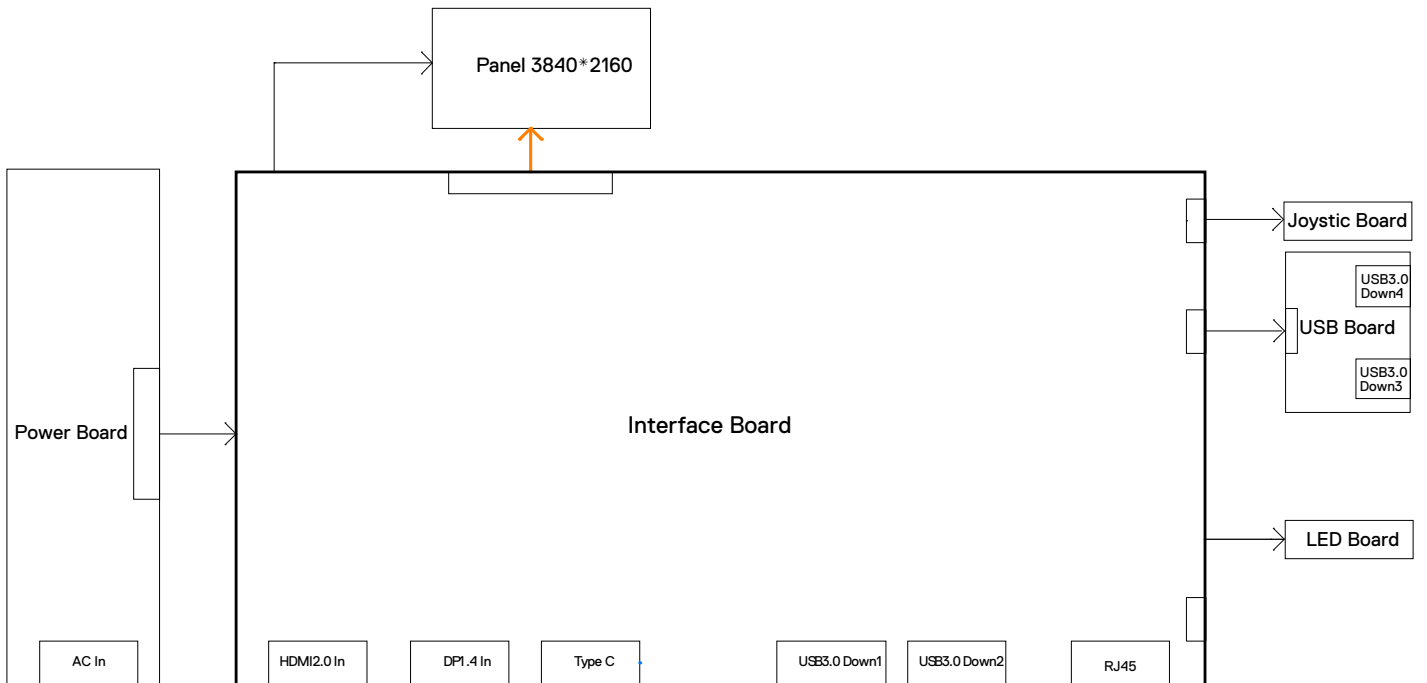 Panel 3840*2160
Joystic Board
USB3.0
Down4
USB Board
USB3.0
Down3
Interface Board
Power Board
LED Board
AC In
HDMI2.0 In
DP1.4 In
Type C
USB3.0 Down1
USB3.0 Down2
RJ45